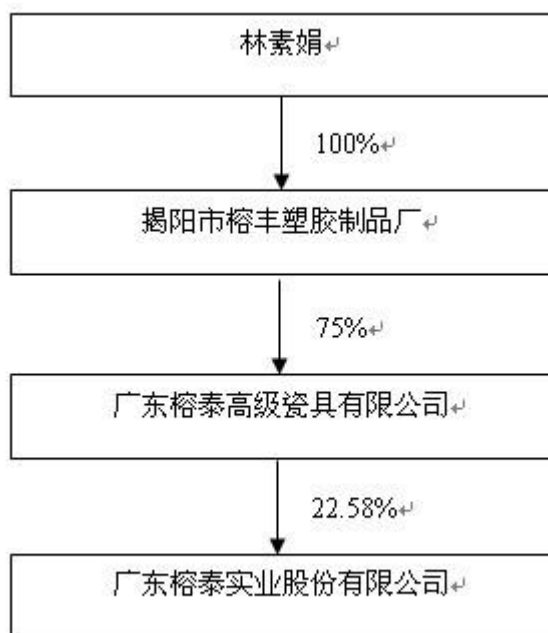 林素娟
100%
揭阳市榕丰塑胶制品厂
75%
广东榕泰高级瓷具有限公司
22.58%
广东榕泰实业股份有限公司